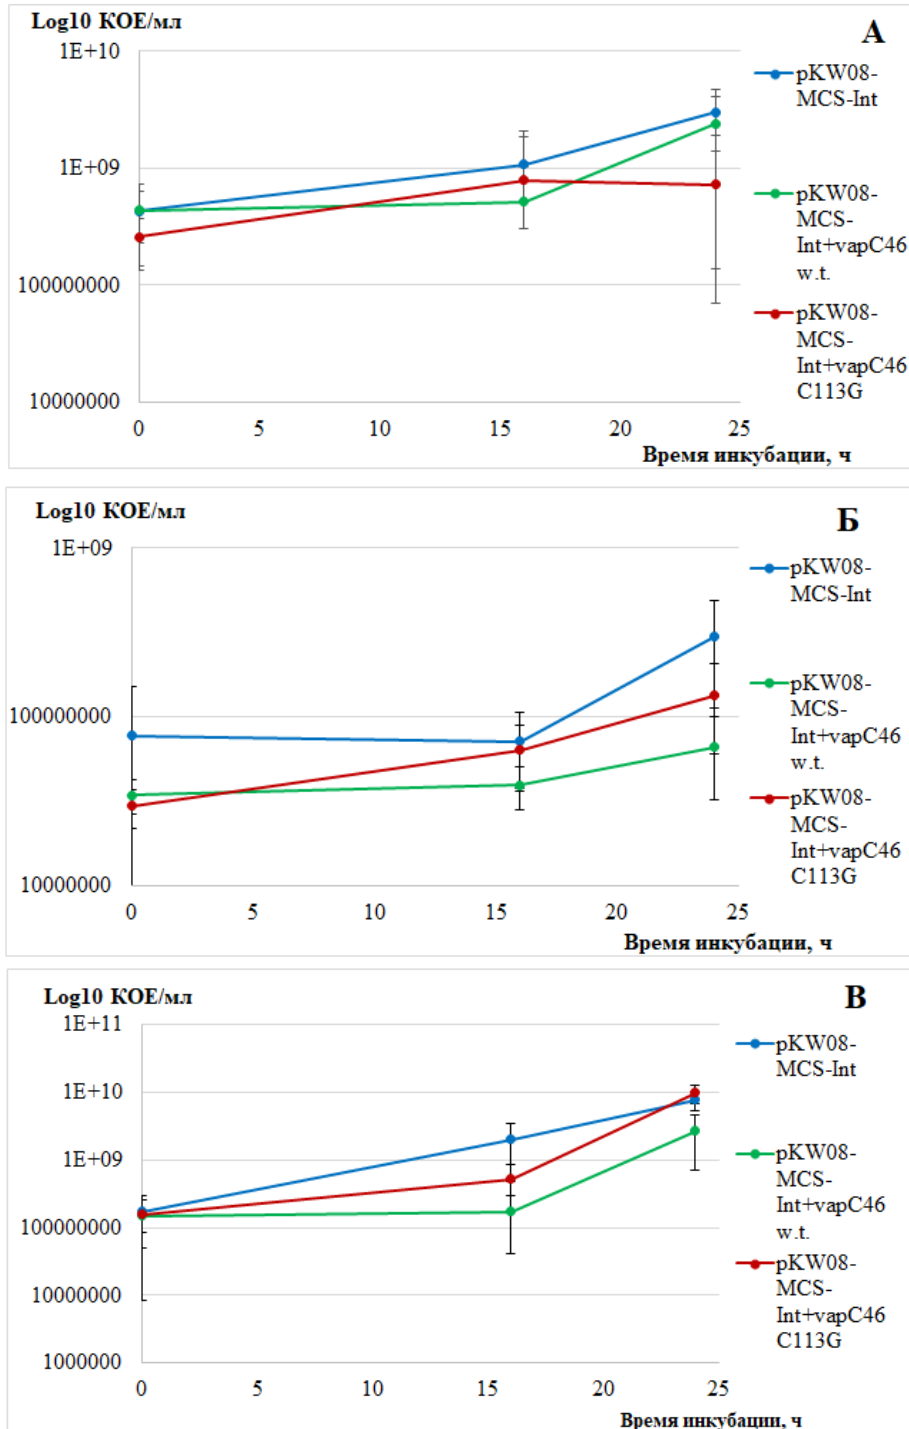 Log10 КОЕ/мл
А
1E+10
1E+09
100000000
10000000
0 5 10 15 20 25
Время инкубации, ч
pKW08-
MCS-Int
pKW08-
MCS-
Int+vapC46
w.t.
pKW08-
MCS-
Int+vapC46
C113G
Log10 КОЕ/мл
Б
1E+09
100000000
10000000
0 5 10 15 20 25
Время инкубации, ч
pKW08-
MCS-Int
pKW08-
MCS-
Int+vapC46
w.t.
pKW08-
MCS-
Int+vapC46
C113G
Log10 КОЕ/мл
В
1E+11
1E+10
1E+09
100000000
10000000
1000000
0 5 10 15 20 25
Время инкубации, ч
pKW08-
MCS-Int
pKW08-
MCS-
Int+vapC46
w.t.
pKW08-
MCS-
Int+vapC46
C113G